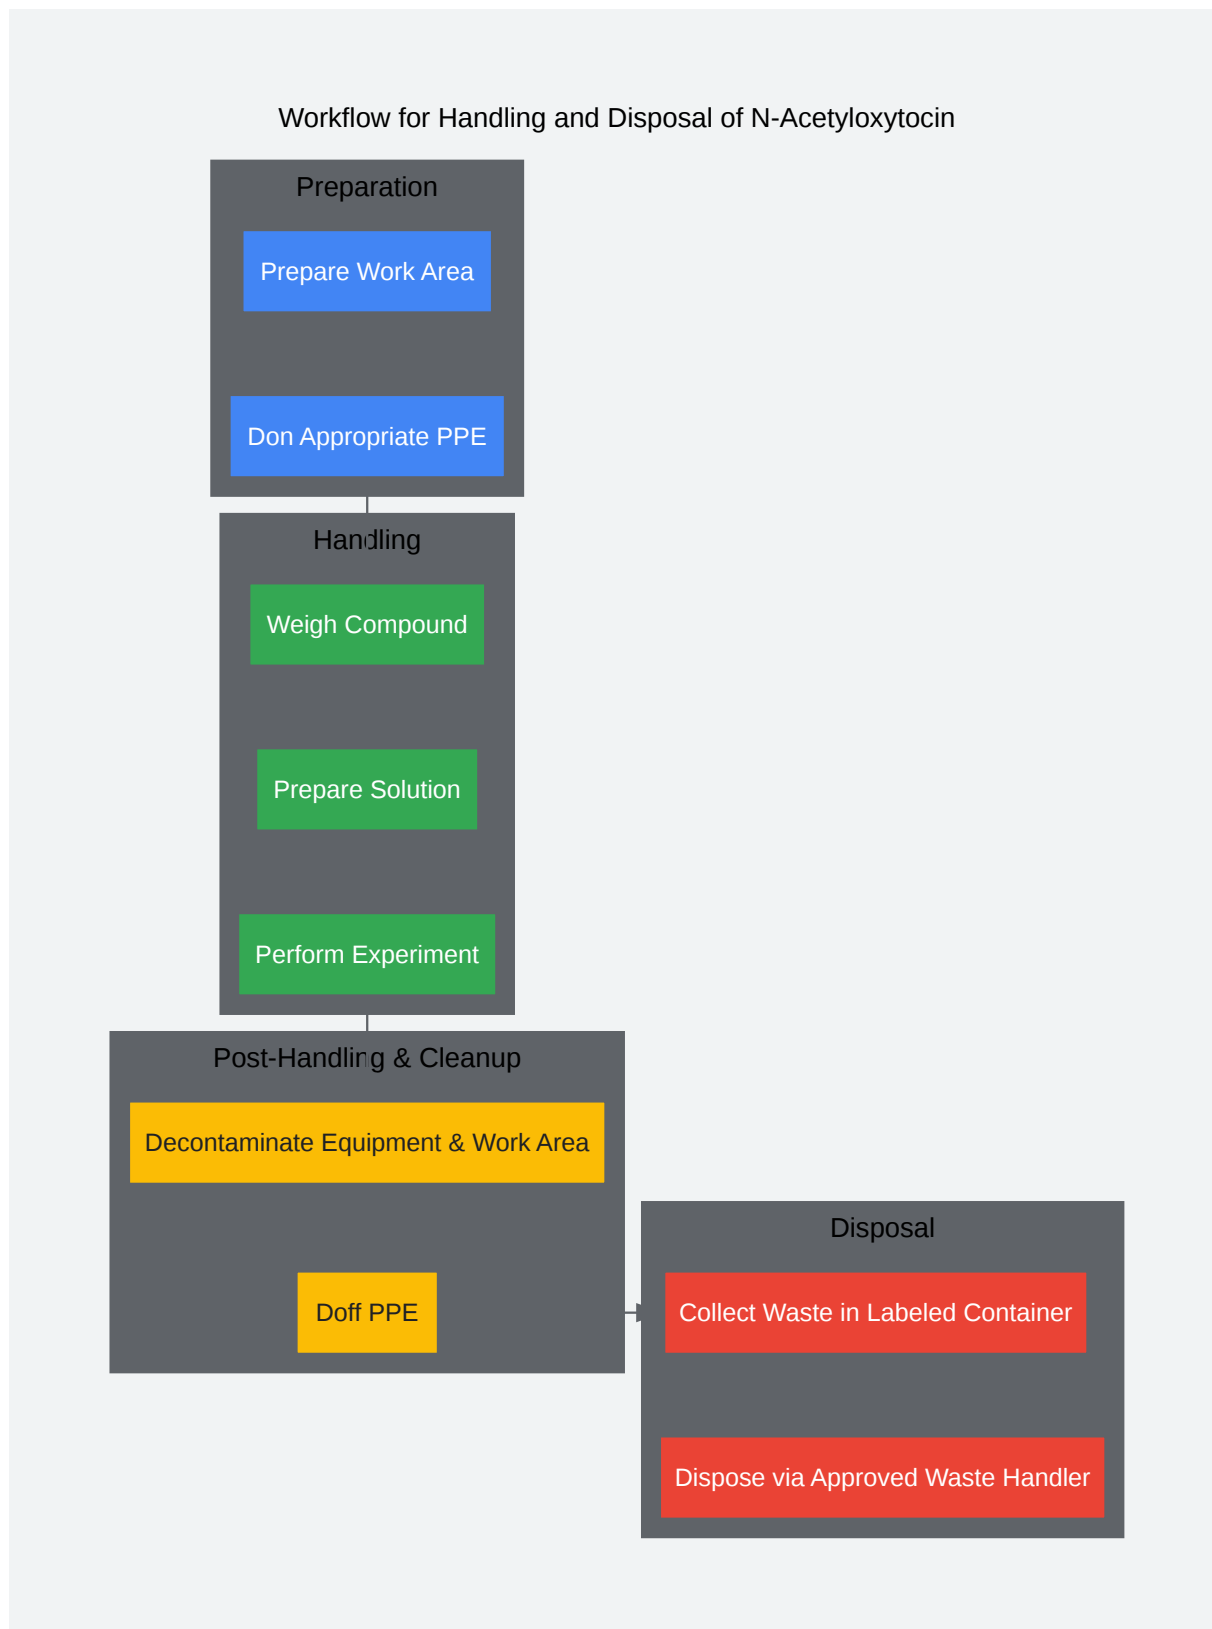 Workflow for Handling and Disposal of N-Acetyloxytocin
Preparation
Prepare Work Area
Don Appropriate PPE
Handling
Weigh Compound
Prepare Solution
Perform Experiment
Post-Handling & Cleanup
Decontaminate Equipment & Work Area
Doff PPE
Disposal
Collect Waste in Labeled Container
Dispose via Approved Waste Handler